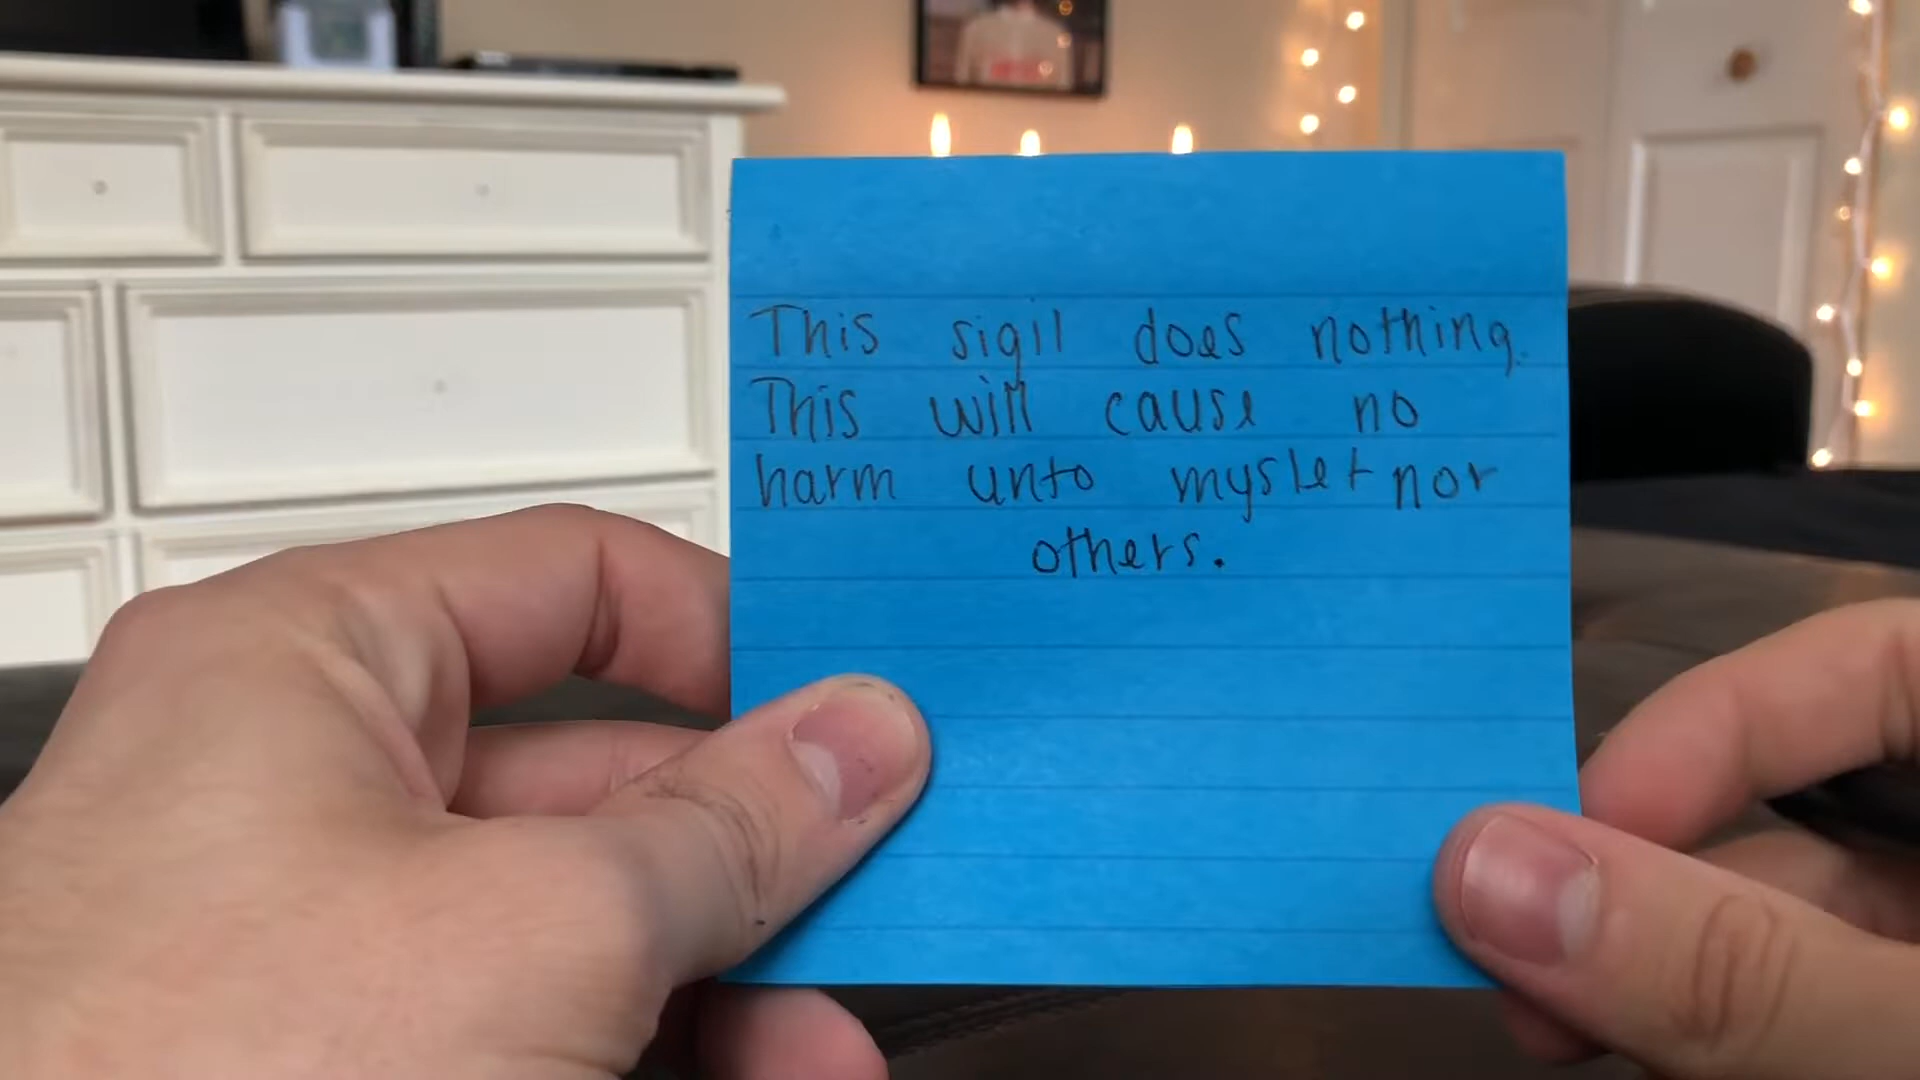 This sigil does nothing.
This will cause no
harm unto myslef nor
others.